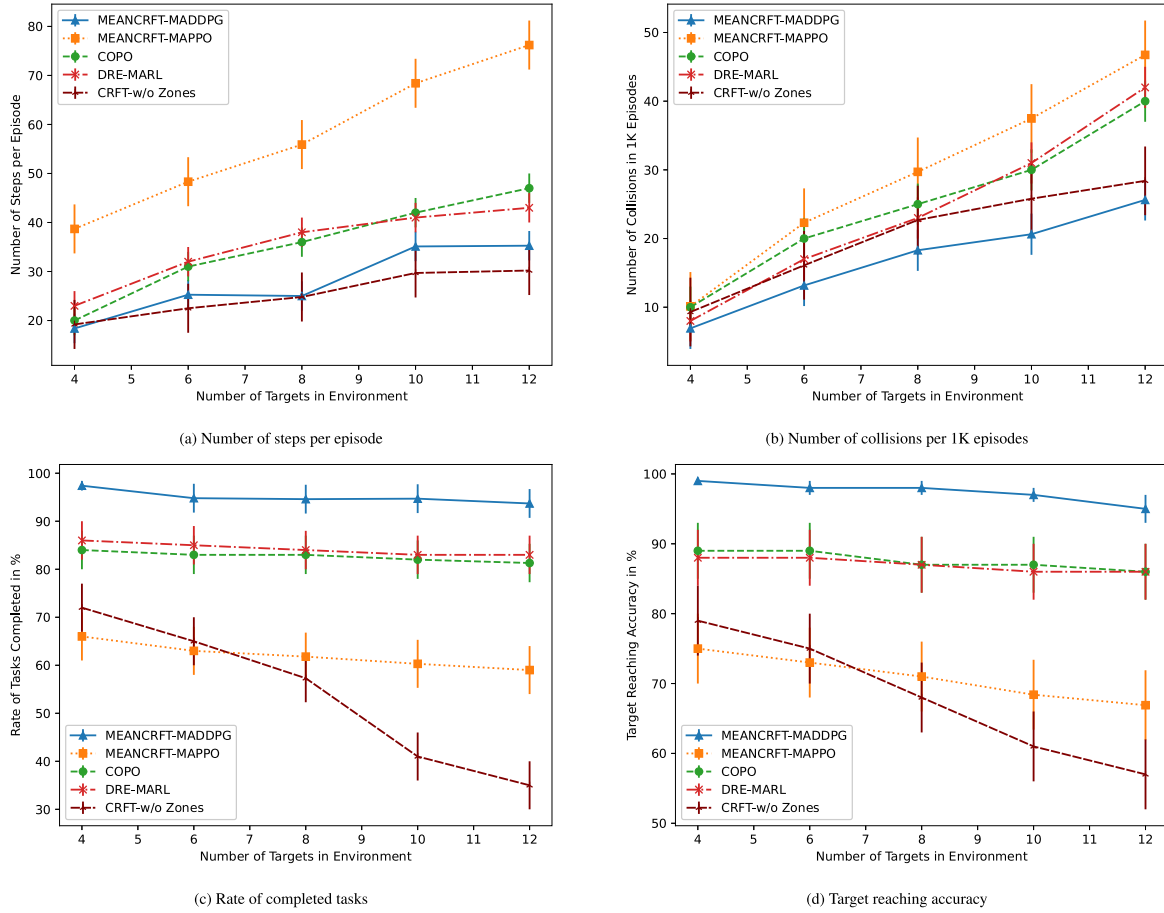 MEANCRFT-MADDPG
MEANCRFT-MAPPO
COPO
DRE-MARL
CRFT-w/o Zones
80
70
60
50
40
30
20
Number of Steps per Episode
4 5 6 7 8 9 10 11 12
Number of Targets in Environment
(a) Number of steps per episode
MEANCRFT-MADDPG
MEANCRFT-MAPPO
COPO
DRE-MARL
CRFT-w/o Zones
50
40
30
20
10
Number of Collisions in 1K Episodes
4 5 6 7 8 9 10 11 12
Number of Targets in Environment
(b) Number of collisions per 1K episodes
100
90
80
70
60
50
40
30
Rate of Tasks Completed in %
MEANCRFT-MADDPG
MEANCRFT-MAPPO
COPO
DRE-MARL
CRFT-w/o Zones
4 5 6 7 8 9 10 11 12
Number of Targets in Environment
(c) Rate of completed tasks
100
90
80
70
60
50
Target Reaching Accuracy in %
MEANCRFT-MADDPG
MEANCRFT-MAPPO
COPO
DRE-MARL
CRFT-w/o Zones
4 5 6 7 8 9 10 11 12
Number of Targets in Environment
(d) Target reaching accuracy